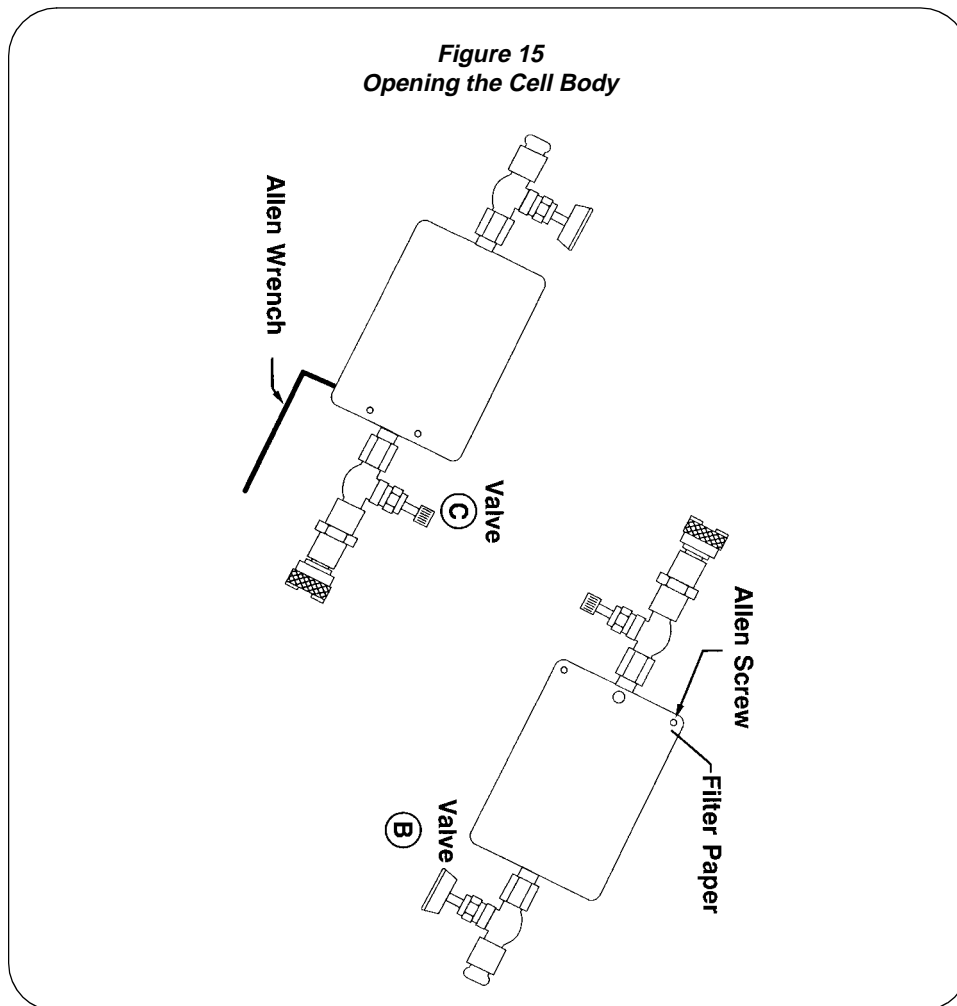 Figure 15
Opening the Cell Body
Allen Wrench
Valve
C
Allen Screw
Filter Paper
Valve
B